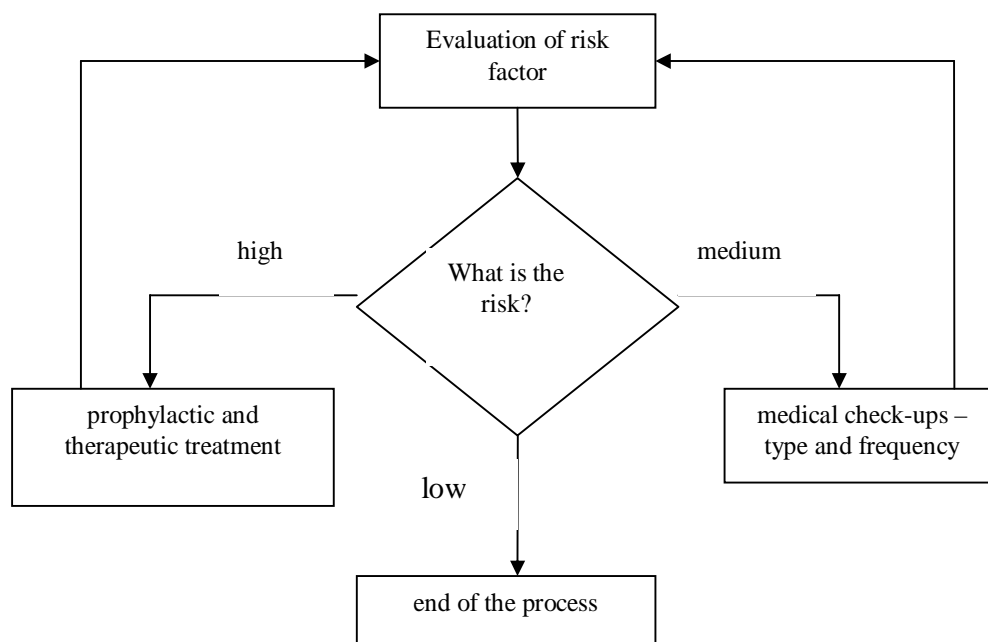 Evaluation of risk
factor
high
medium
What is the
risk?
prophylactic and
therapeutic treatment
medical check-ups –
type and frequency
low
end of the process